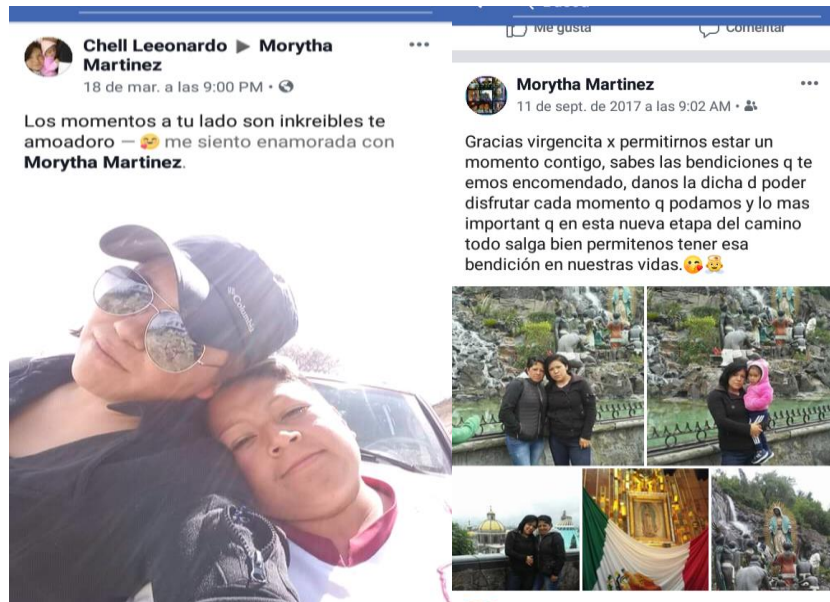 Chell Leeonardo ▶ Morytha
Martinez
18 de mar. a las 9:00 PM •
Los momentos a tu lado son inkreibles te
amoadoro — 🥰 me siento enamorada con
Morytha Martinez.
Columbia
Me gusta
Comentar
Morytha Martinez
11 de sept. de 2017 a las 9:02 AM •
Gracias virgencita x permitirnos estar un
momento contigo, sabes las bendiciones q te
emos encomendado, danos la dicha d poder
disfrutar cada momento q podamos y lo mas
important q en esta nueva etapa del camino
todo salga bien permitenos tener esa
bendición en nuestras vidas.😘👶